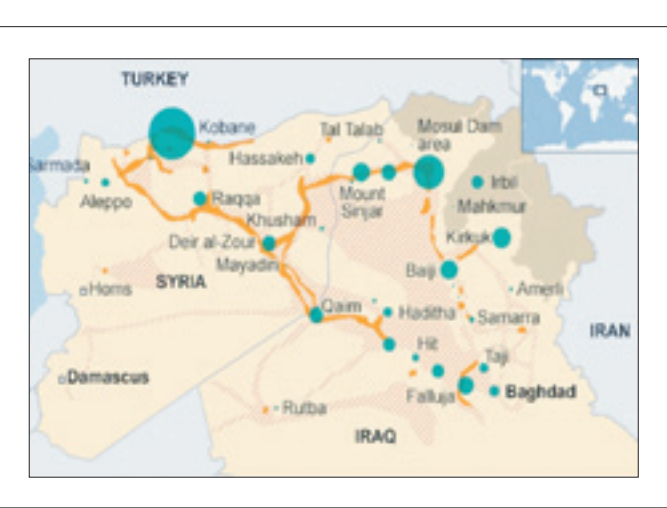 TURKEY
Kobane
Tal Talab
Mosul Dam
area
Hassakeh
Sarmada
Aleppo
Raqqa
Mount
Sinjar
Irbil
Mahkmur
Khusham
Deir al-Zour
Kirkuk
Mayadin
Baiji
SYRIA
Homs
Amerli
Qaim
Haditha
Samarra
IRAN
Hit
Taji
Damascus
Falluja
Baghdad
Rutba
IRAQ